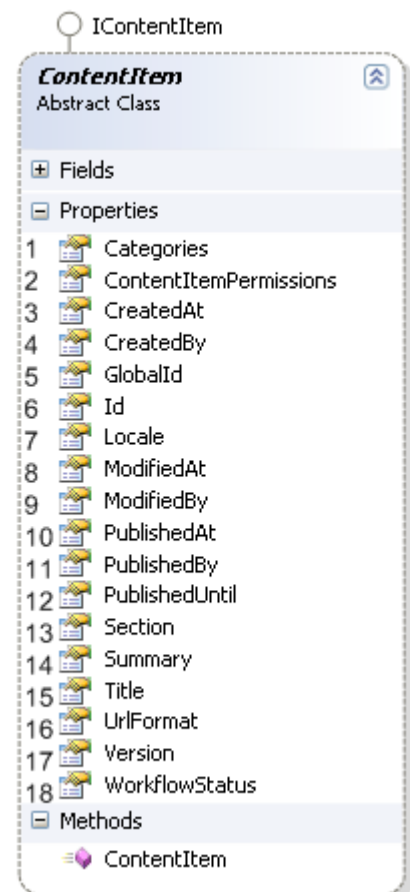 IContentItem
ContentItem
Abstract Class
Fields
Properties
1 Categories
2 ContentItemPermissions
3 CreatedAt
4 CreatedBy
5 GlobalId
6 Id
7 Locale
8 ModifiedAt
9 ModifiedBy
10 PublishedAt
11 PublishedBy
12 PublishedUntil
13 Section
14 Summary
15 Title
16 UrlFormat
17 Version
18 WorkflowStatus
Methods
ContentItem